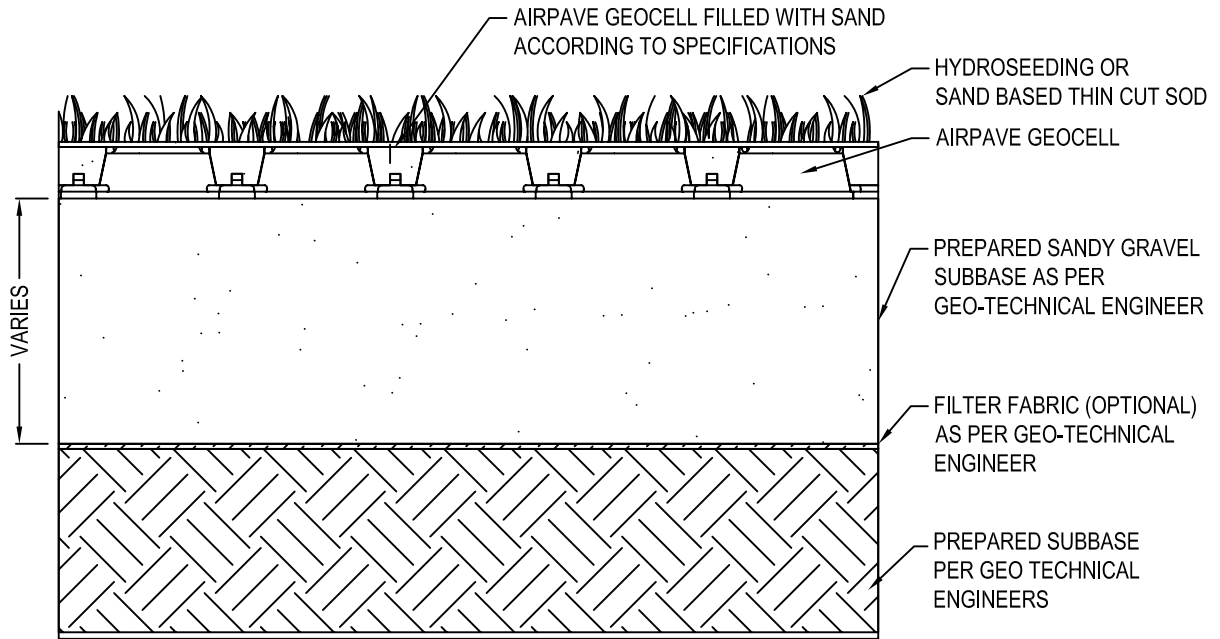 AIRPAVE GEOCELL FILLED WITH SAND
ACCORDING TO SPECIFICATIONS
HYDROSEEDING OR
SAND BASED THIN CUT SOD
AIRPAVE GEOCELL
PREPARED SANDY GRAVEL
SUBBASE AS PER
GEO-TECHNICAL ENGINEER
VARIES
FILTER FABRIC (OPTIONAL)
AS PER GEO-TECHNICAL
ENGINEER
PREPARED SUBBASE
PER GEO TECHNICAL
ENGINEERS